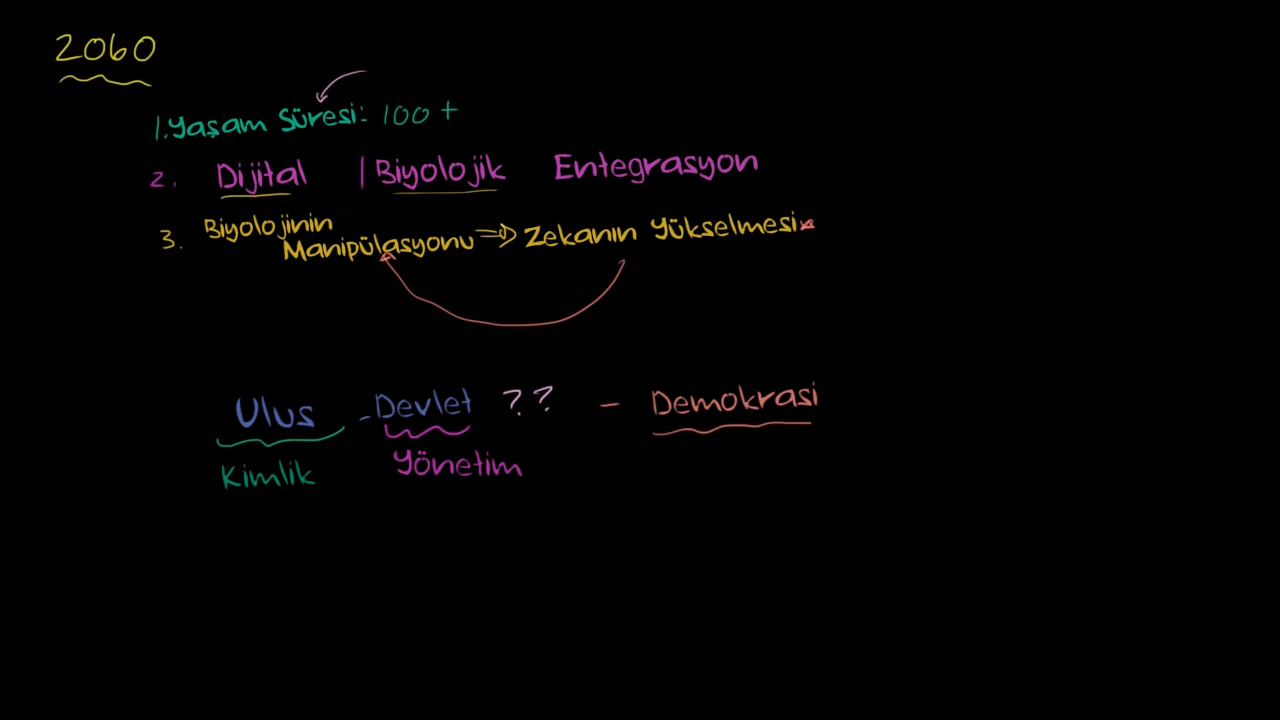 2060
1. Yaşam Süresi: 100 +
2. Dijital | Biyolojik Entegrasyon
3. Biyolojinin
Manipülasyonu => Zekanın Yükselmesi
Ulus - Devlet ?? - Demokrasi
Kimlik Yönetim